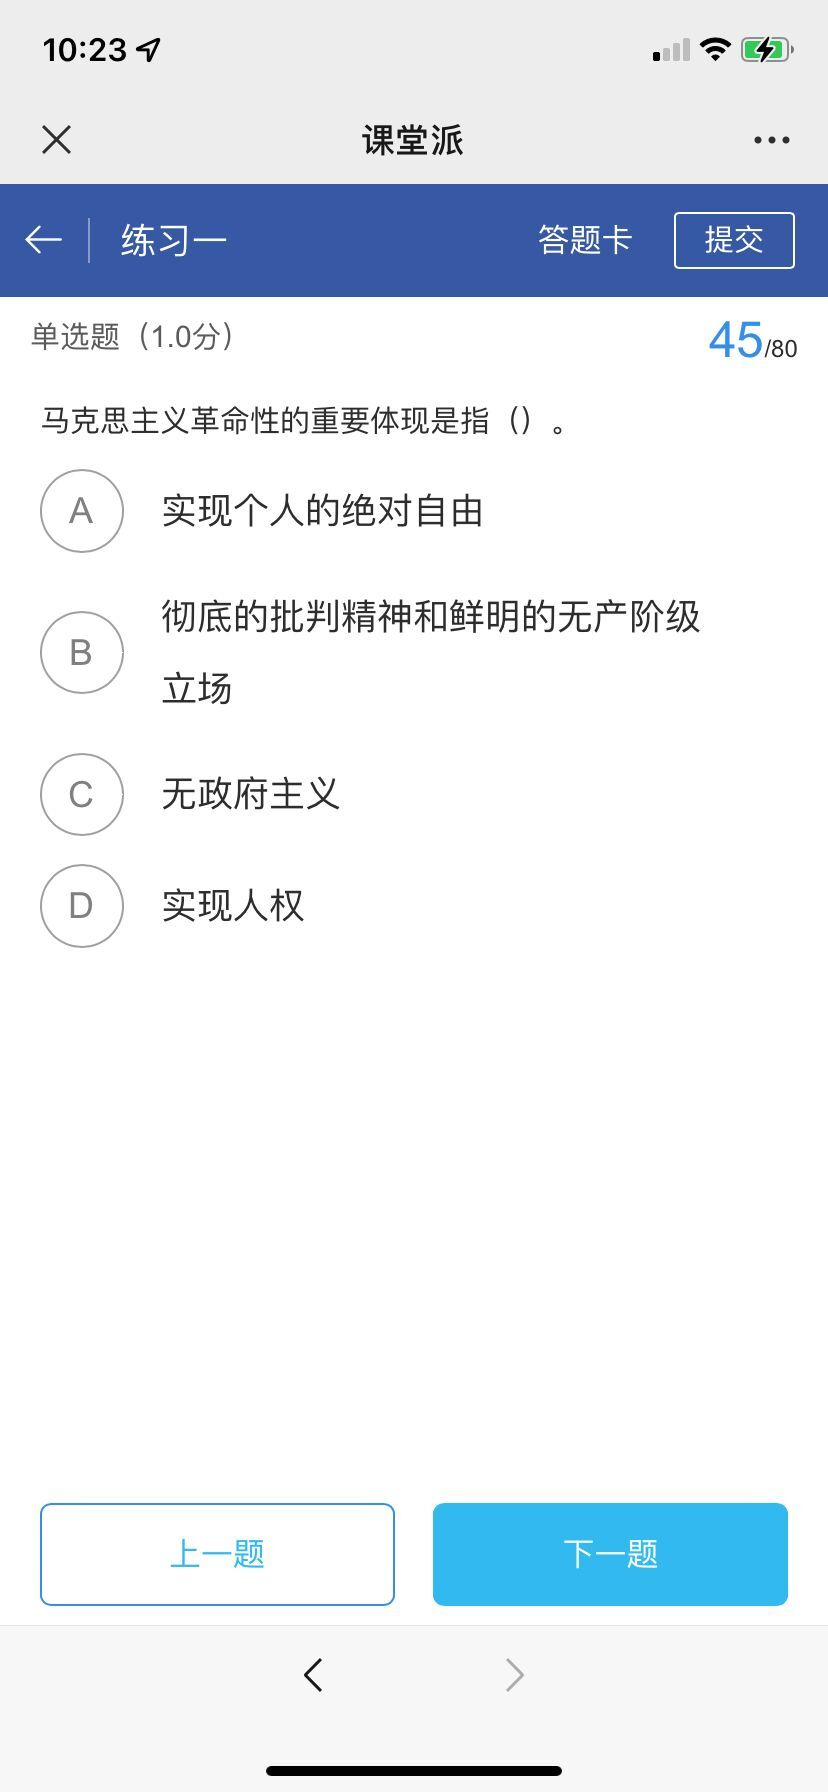 10:23
课堂派
练习一
答题卡
提交
单选题（1.0分）
45/80
马克思主义革命性的重要体现是指（）。
A 实现个人的绝对自由
B 彻底的批判精神和鲜明的无产阶级
立场
C 无政府主义
D 实现人权
上一题
下一题